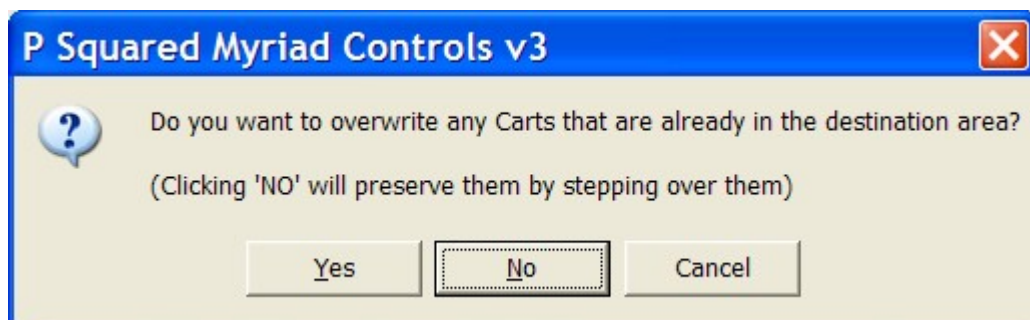 P Squared Myriad Controls v3
Do you want to overwrite any Carts that are already in the destination area?
(Clicking 'NO' will preserve them by stepping over them)
Yes No Cancel